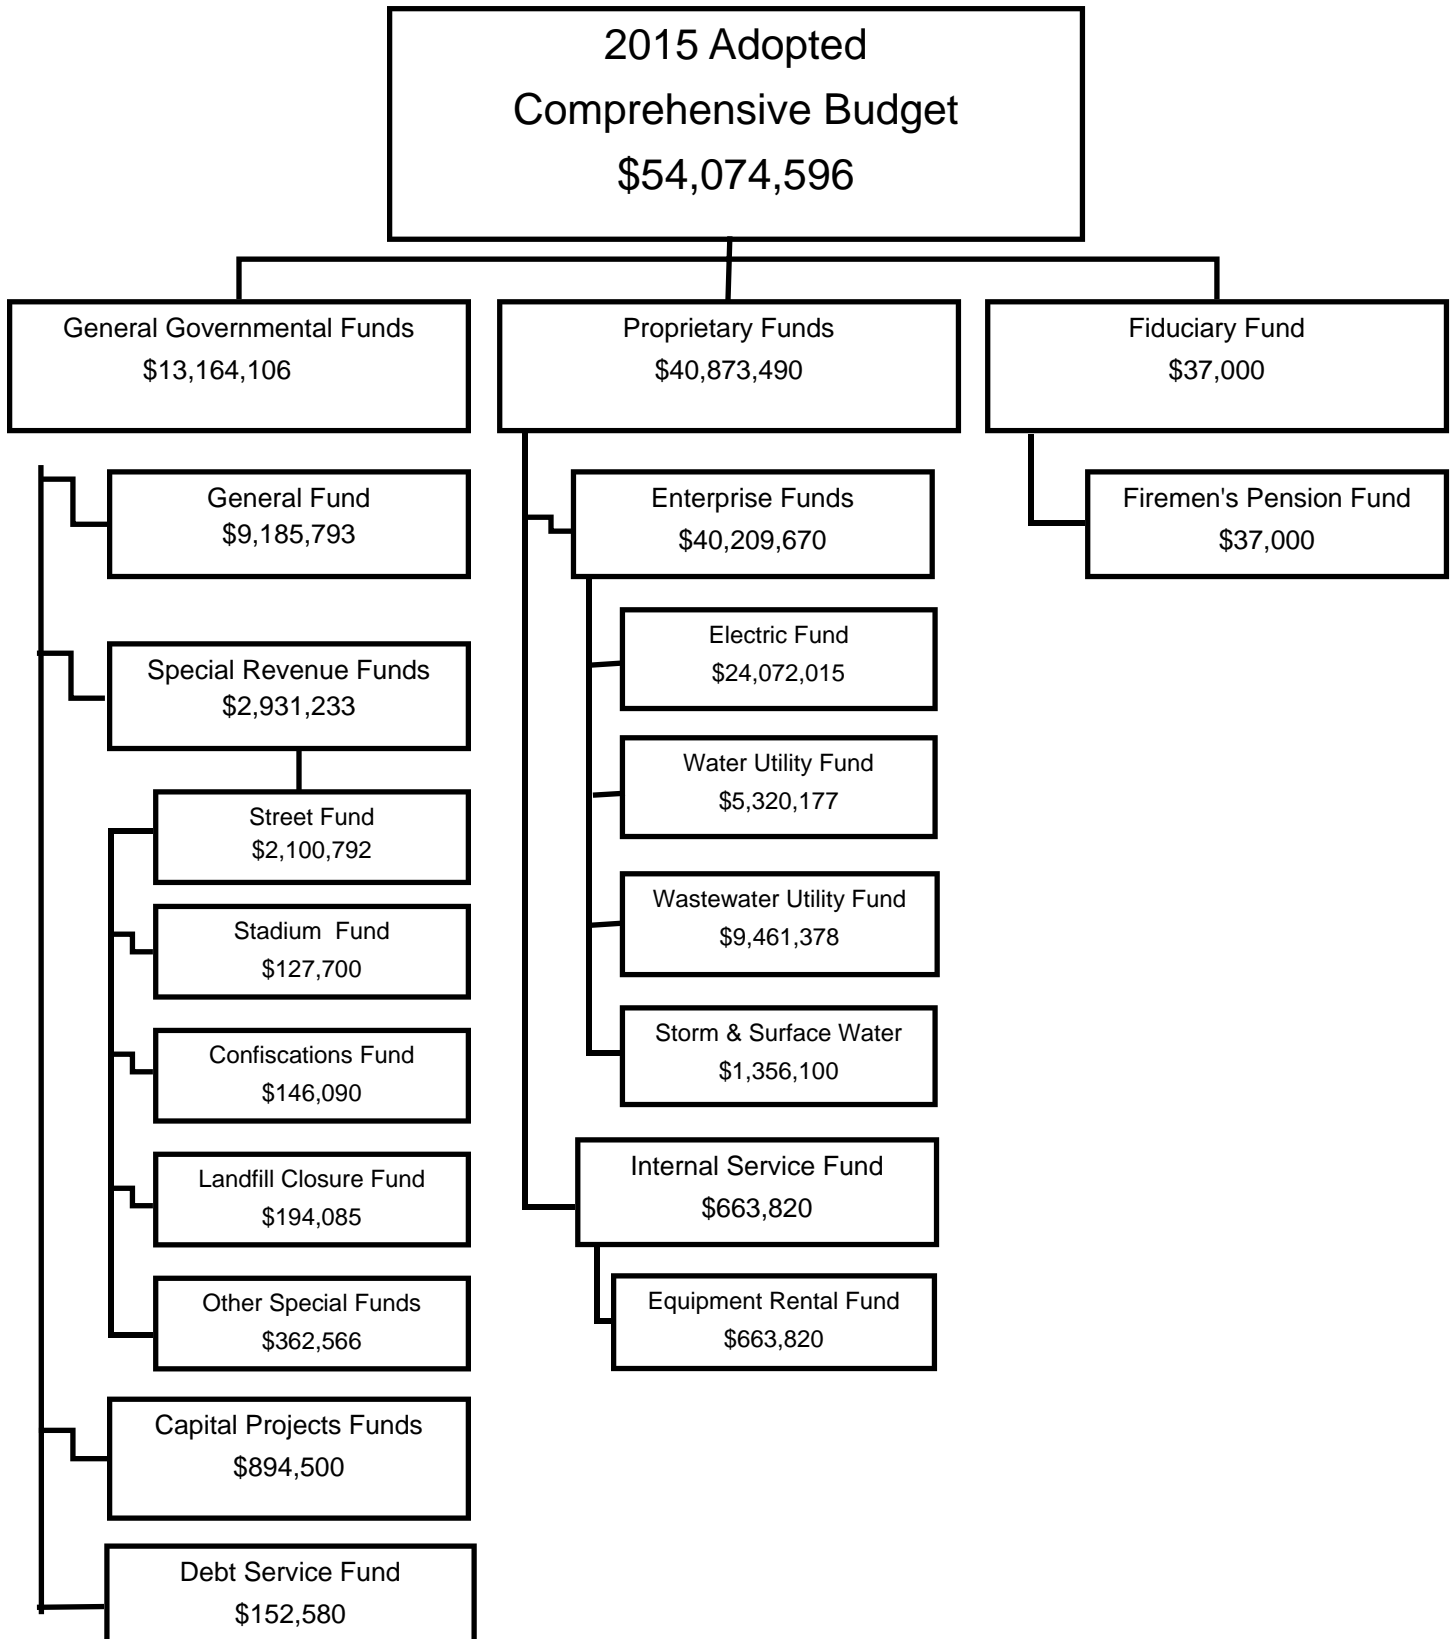 2015 Adopted
Comprehensive Budget
$54,074,596
General Governmental Funds
$13,164,106
Proprietary Funds
$40,873,490
Fiduciary Fund
$37,000
General Fund
$9,185,793
Special Revenue Funds
$2,931,233
Street Fund
$2,100,792
Stadium  Fund
$127,700
Confiscations Fund
$146,090
Landfill Closure Fund
$194,085
Other Special Funds
$362,566
Capital Projects Funds
$894,500
Debt Service Fund
$152,580
Enterprise Funds
$40,209,670
Electric Fund
$24,072,015
Water Utility Fund
$5,320,177
Wastewater Utility Fund
$9,461,378
Storm & Surface Water
$1,356,100
Internal Service Fund
$663,820
Equipment Rental Fund
$663,820
Firemen's Pension Fund
$37,000